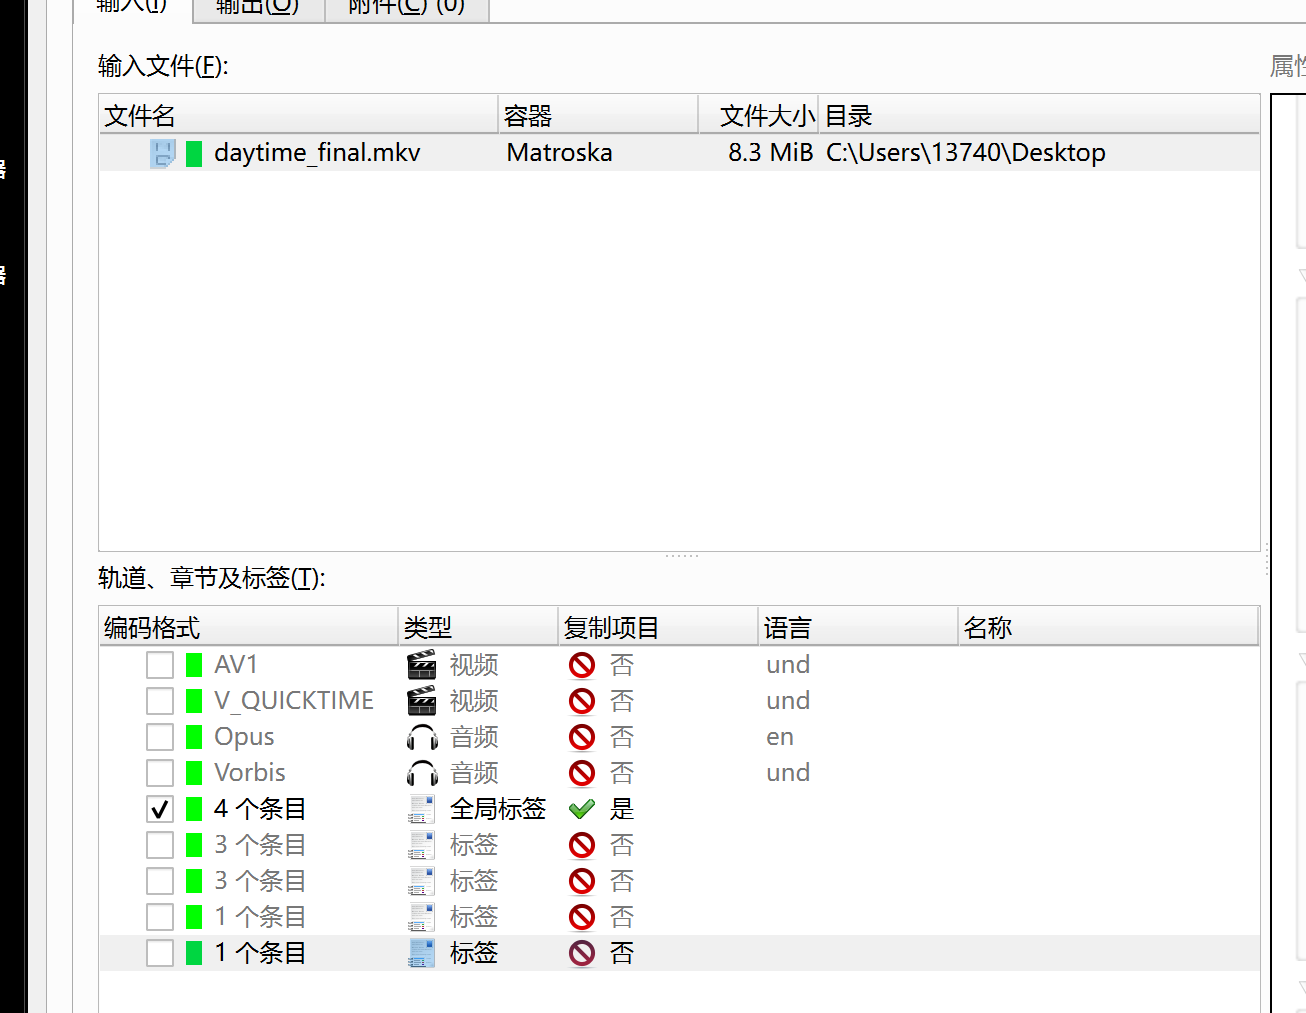 输入(I) 输出(O) 附件(C) (0)
输入文件(F):
属性
文件名 容器 文件大小 目录
daytime_final.mkv Matroska 8.3 MiB C:\Users\13740\Desktop
器
器
轨道、章节及标签(T):
编码格式 类型 复制项目 语言 名称
AV1 视频 否 und
V_QUICKTIME 视频 否 und
Opus 音频 否 en
Vorbis 音频 否 und
4 个条目 全局标签 是
3 个条目 标签 否
3 个条目 标签 否
1 个条目 标签 否
1 个条目 标签 否